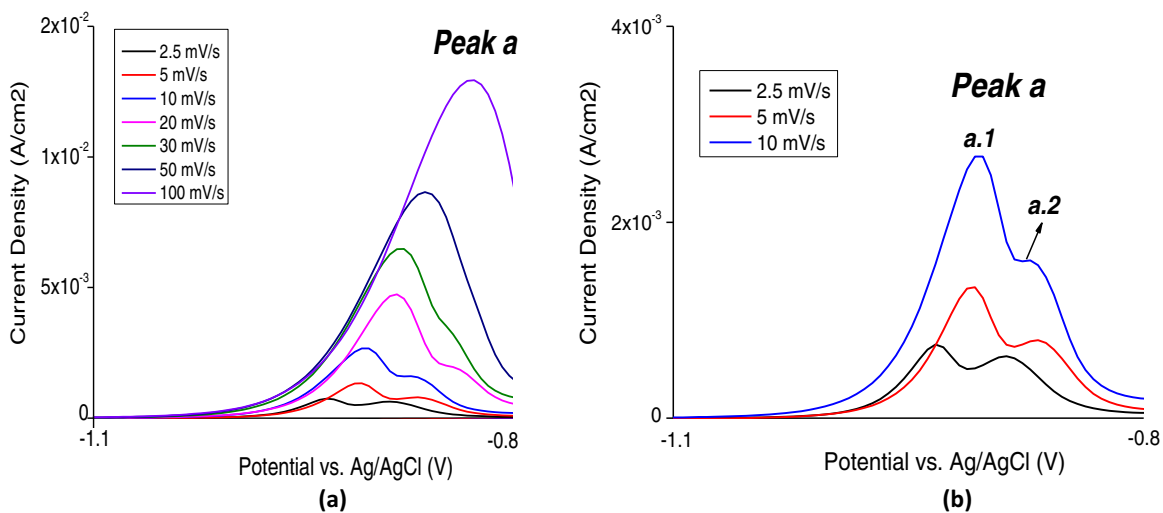 2x10-2
1x10-2
5x10-3
0
Current Density (A/cm2)
2.5 mV/s
5 mV/s
10 mV/s
20 mV/s
30 mV/s
50 mV/s
100 mV/s
Peak a
-1.1
-0.8
Potential vs. Ag/AgCl (V)
(a)
4x10-3
2x10-3
0
Current Density (A/cm2)
2.5 mV/s
5 mV/s
10 mV/s
Peak a
a.1
a.2
-1.1
-0.8
Potential vs. Ag/AgCl (V)
(b)